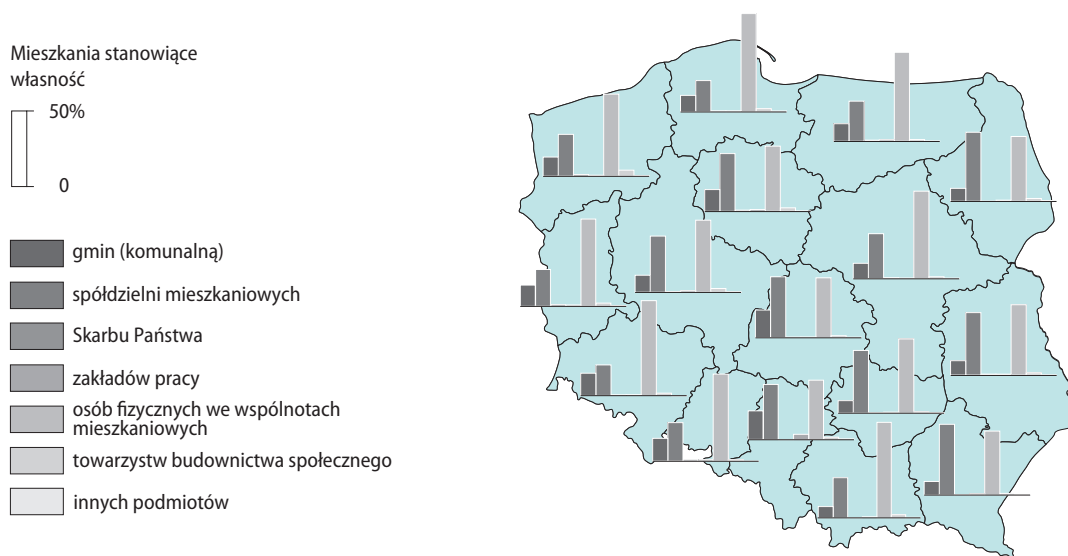 Mieszkania stanowiące
własność
50%
0
gmin (komunalną)
spółdzielni mieszkaniowych
Skarbu Państwa
zakładów pracy
osób fizycznych we wspólnotach
mieszkaniowych
towarzystw budownictwa społecznego
innych podmiotów